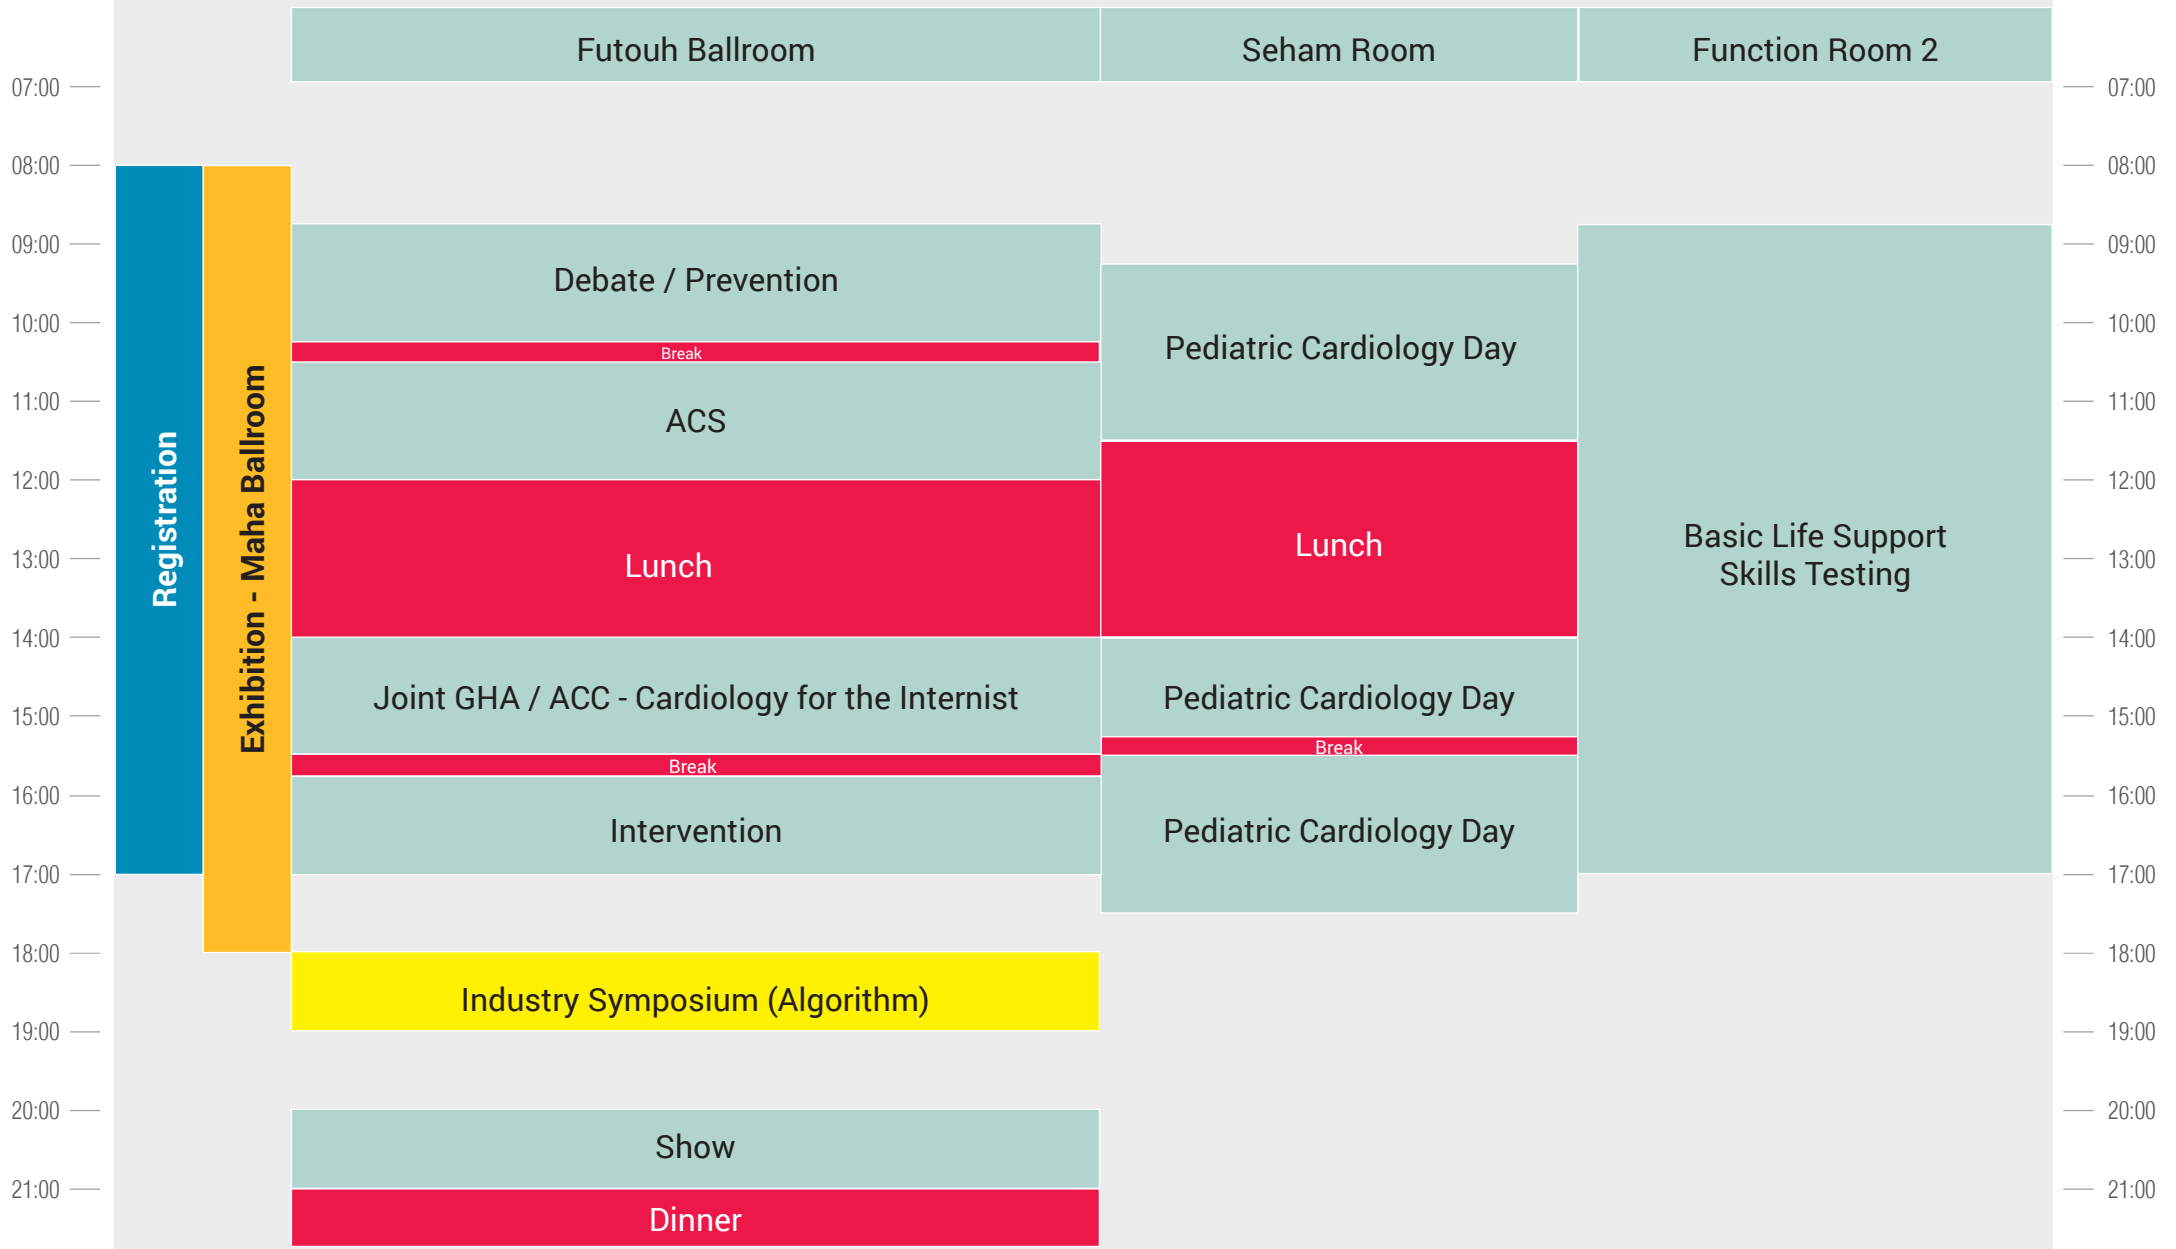 Futouh Ballroom
Seham Room
Function Room 2
07:00
07:00
08:00
08:00
09:00
09:00
10:00
10:00
11:00
11:00
12:00
12:00
13:00
13:00
14:00
14:00
15:00
15:00
16:00
16:00
17:00
17:00
18:00
18:00
19:00
19:00
20:00
20:00
21:00
21:00
Registration
Exhibition - Maha Ballroom
Debate / Prevention
Break
ACS
Lunch
Joint GHA / ACC - Cardiology for the Internist
Break
Intervention
Industry Symposium (Algorithm)
Show
Dinner
Pediatric Cardiology Day
Lunch
Pediatric Cardiology Day
Break
Pediatric Cardiology Day
Basic Life Support
Skills Testing